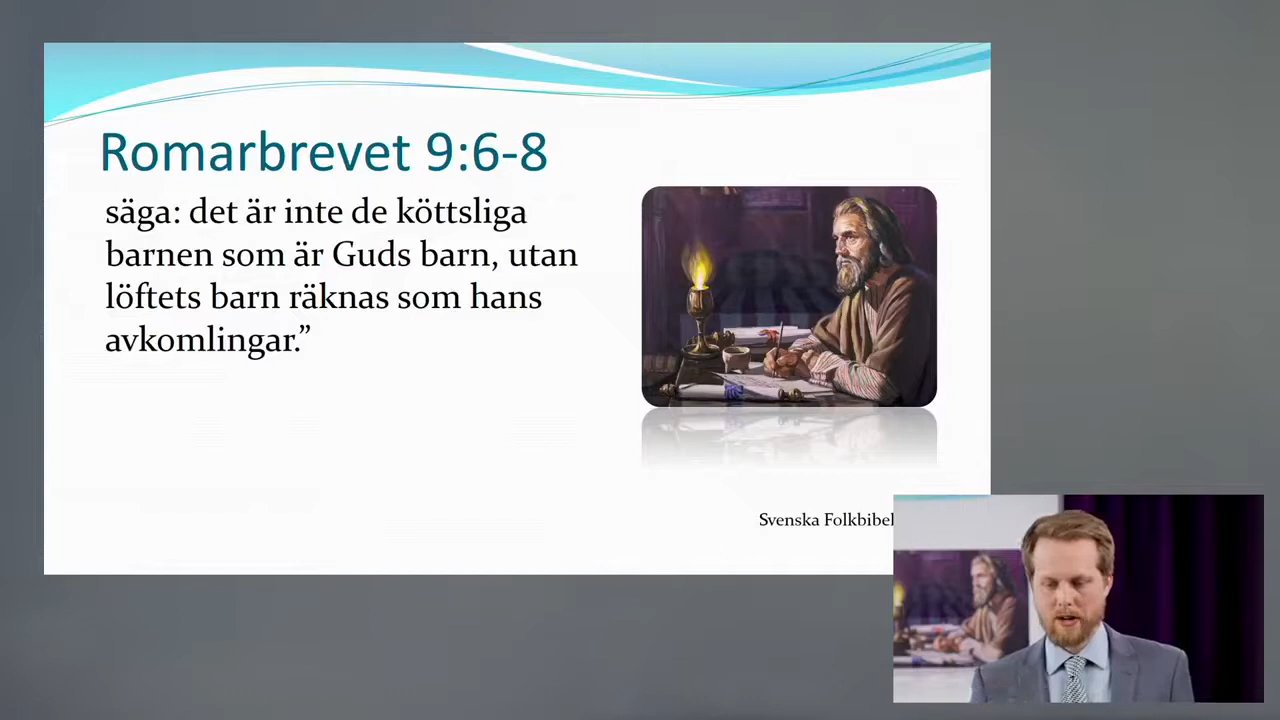 Romarbrevet 9:6-8
säga: det är inte de köttsliga
barnen som är Guds barn, utan
löftets barn räknas som hans
avkomlingar.”
Svenska